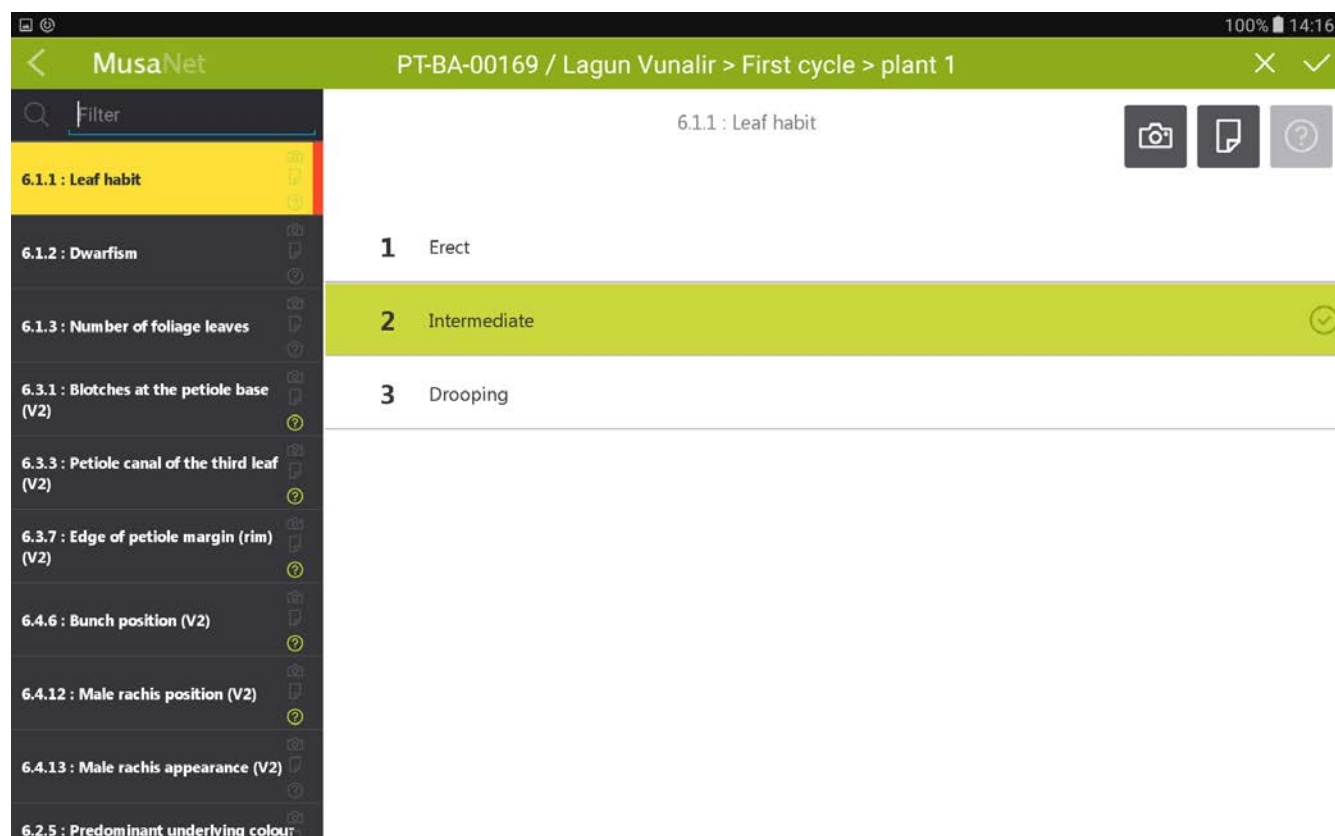 100% 14:16
MusaNet
PT-BA-00169 / Lagun Vunalir > First cycle > plant 1
Filter
6.1.1 : Leaf habit
6.1.1 : Leaf habit
6.1.2 : Dwarfism
6.1.3 : Number of foliage leaves
6.3.1 : Blotches at the petiole base
(V2)
6.3.3 : Petiole canal of the third leaf
(V2)
6.3.7 : Edge of petiole margin (rim)
(V2)
6.4.6 : Bunch position (V2)
6.4.12 : Male rachis position (V2)
6.4.13 : Male rachis appearance (V2)
6.2.5 : Predominant underlying colour
1 Erect
2 Intermediate
3 Drooping